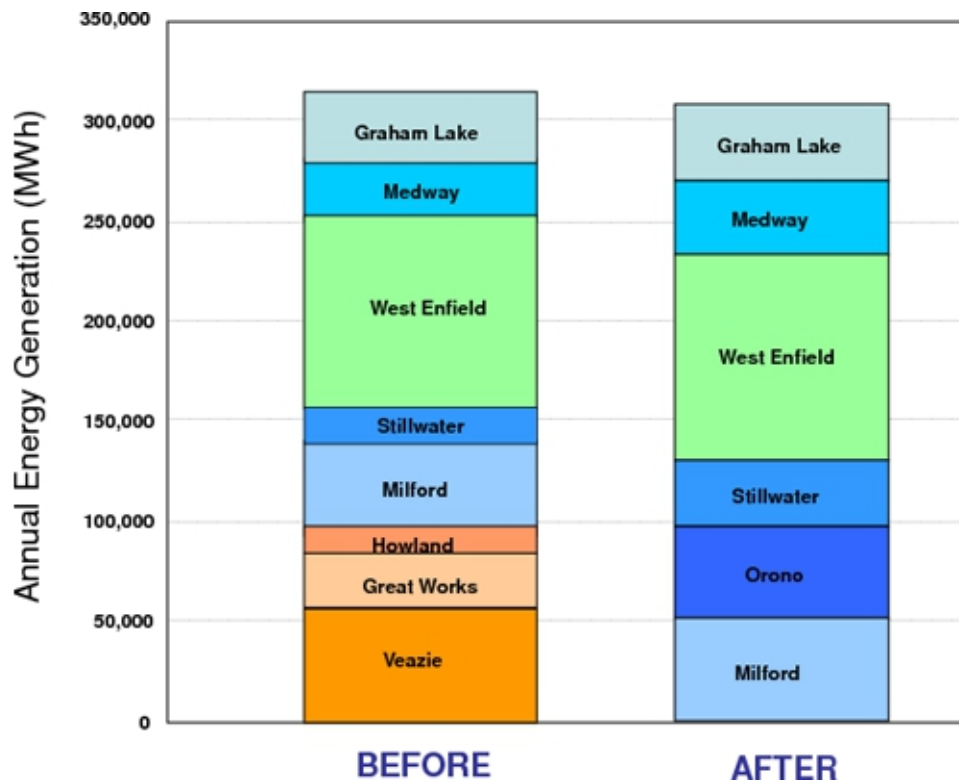 350,000
300,000
250,000
200,000
150,000
100,000
50,000
0
Annual Energy Generation (MWh)
Graham Lake
Medway
West Enfield
Stillwater
Milford
Howland
Great Works
Veazie
Graham Lake
Medway
West Enfield
Stillwater
Orono
Milford
BEFORE
AFTER